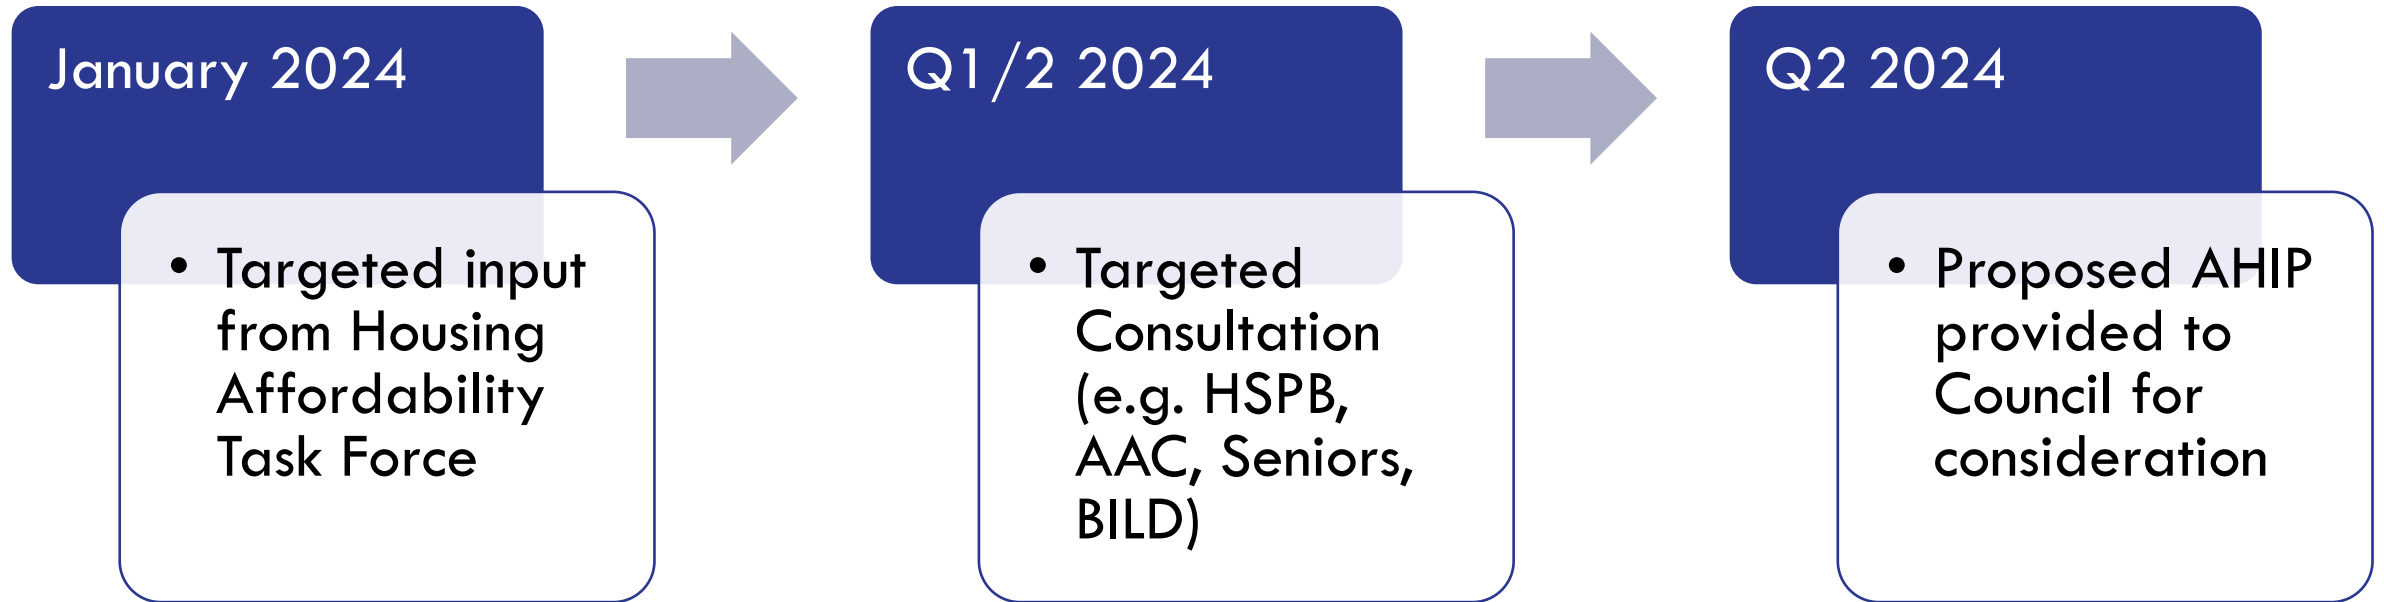 January 2024
• Targeted input
from Housing
Affordability
Task Force
Q1/2 2024
• Targeted
Consultation
(e.g. HSPB,
AAC, Seniors,
BILD)
Q2 2024
• Proposed AHIP
provided to
Council for
consideration